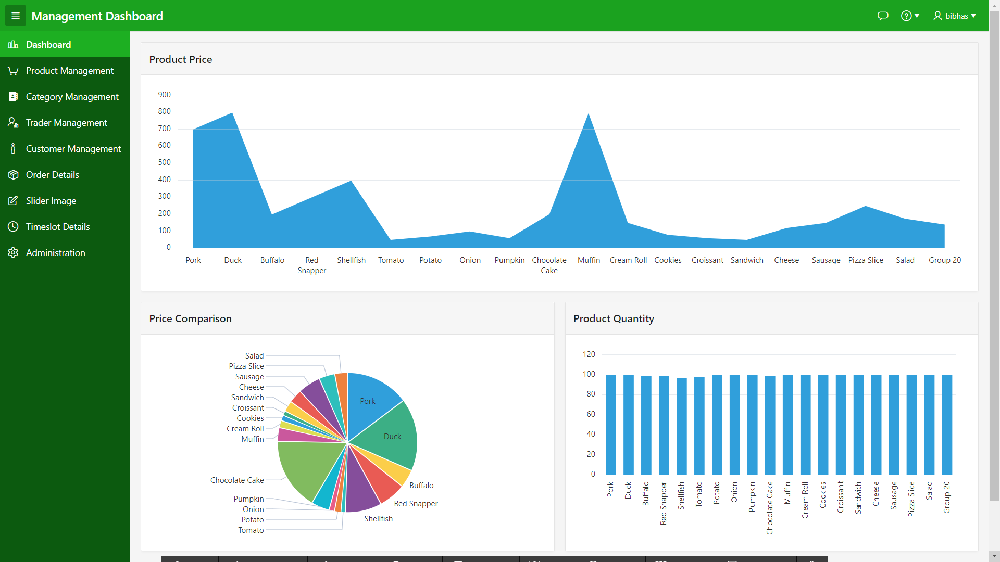 Management Dashboard
bibhas
Dashboard
Product Management
Category Management
Trader Management
Customer Management
Order Details
Slider Image
Timeslot Details
Administration
Product Price
900
800
700
600
500
400
300
200
100
0
Pork Duck Buffalo Red Snapper Shellfish Tomato Potato Onion Pumpkin Chocolate Cake Muffin Cream Roll Cookies Croissant Sandwich Cheese Sausage Pizza Slice Salad Group 20
Price Comparison
Salad
Pizza Slice
Sausage
Cheese
Sandwich
Croissant
Cookies
Cream Roll
Muffin
Chocolate Cake
Pumpkin
Onion
Potato
Tomato
Pork
Duck
Buffalo
Red Snapper
Shellfish
Product Quantity
120
100
80
60
40
20
0
Pork
Duck
Buffalo
Red Snapper
Shellfish
Tomato
Potato
Onion
Pumpkin
Chocolate Cake
Muffin
Cream Roll
Cookies
Croissant
Sandwich
Cheese
Sausage
Pizza Slice
Salad
Group 20